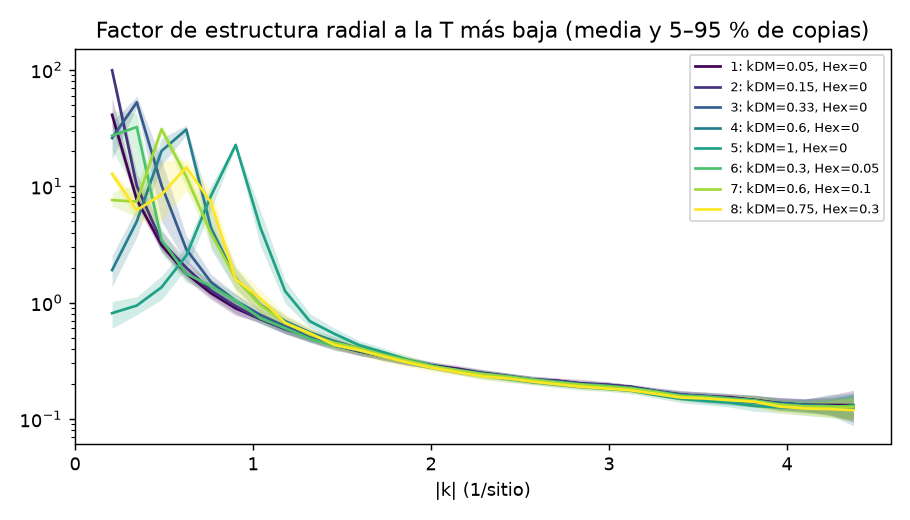 Factor de estructura radial a la T más baja (media y 5–95 % de copias)
10²
10¹
10⁰
10⁻¹
1: kDM=0.05, Hex=0
2: kDM=0.15, Hex=0
3: kDM=0.33, Hex=0
4: kDM=0.6, Hex=0
5: kDM=1, Hex=0
6: kDM=0.3, Hex=0.05
7: kDM=0.6, Hex=0.1
8: kDM=0.75, Hex=0.3
0 1 2 3 4
|k| (1/sitio)